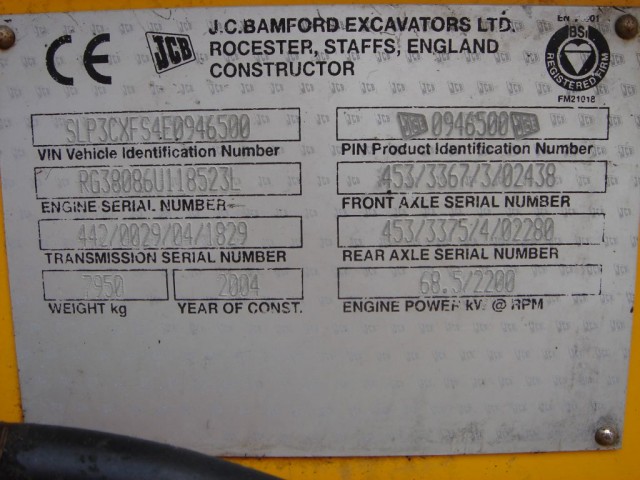 CE JCB J.C.BAMFORD EXCAVATORS LTD.
ROCESTER, STAFFS, ENGLAND
CONSTRUCTOR
BSi
REGISTERED FIRM
FM21018
SLP3CXFS4E0946500
VIN Vehicle Identification Number
JCB 0946500 JCB
PIN Product Identification Number
RG38086U118523L
ENGINE SERIAL NUMBER
453/3367/3/02438
FRONT AXLE SERIAL NUMBER
442/0029/04/1829
TRANSMISSION SERIAL NUMBER
453/3375/4/02280
REAR AXLE SERIAL NUMBER
7950
WEIGHT kg
2004
YEAR OF CONST.
68.5/2200
ENGINE POWER kW @ RPM